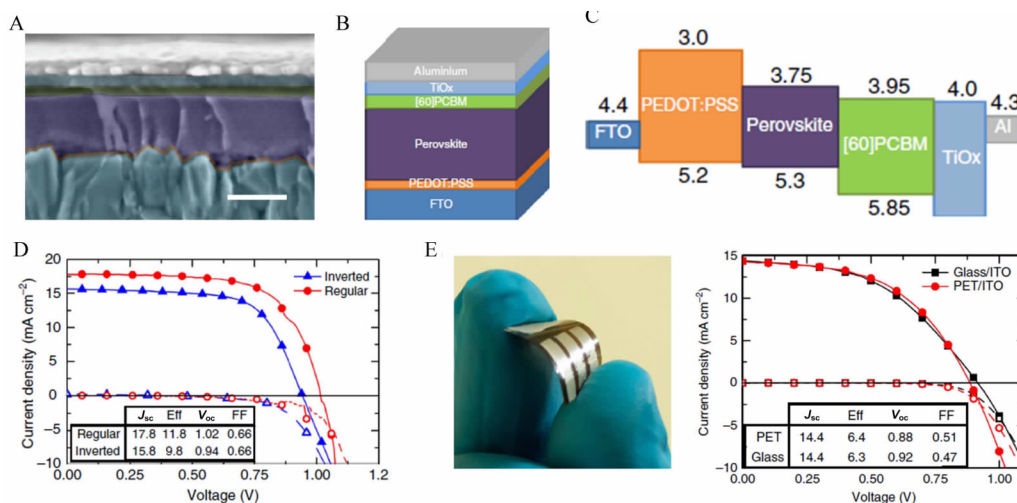 A
B
Aluminium
TiOx
[60]PCBM
Perovskite
PEDOT:PSS
FTO
C
3.0
4.4
FTO
PEDOT:PSS
5.2
3.75
Perovskite
5.3
3.95
[60]PCBM
5.85
4.0
TiOx
4.3
Al
D
Current density (mA cm⁻²)
20
15
10
5
0
−5
−10
Inverted
Regular
Jsc Eff Voc FF
Regular 17.8 11.8 1.02 0.66
Inverted 15.8 9.8 0.94 0.66
0 0.25 0.50 0.75 1.00 1.2
Voltage (V)
E
Current density (mA cm⁻²)
15
10
5
0
−5
−10
Glass/ITO
PET/ITO
Jsc Eff Voc FF
PET 14.4 6.4 0.88 0.51
Glass 14.4 6.3 0.92 0.47
0.00 0.25 0.50 0.75 1.00
Voltage (V)